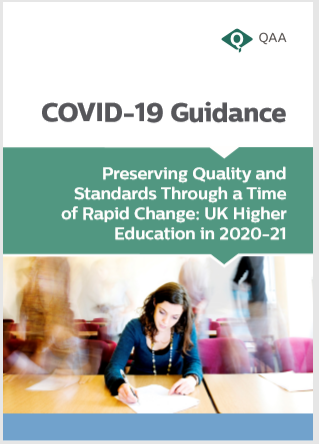 QAA
COVID-19 Guidance
Preserving Quality and
Standards Through a Time
of Rapid Change: UK Higher
Education in 2020-21